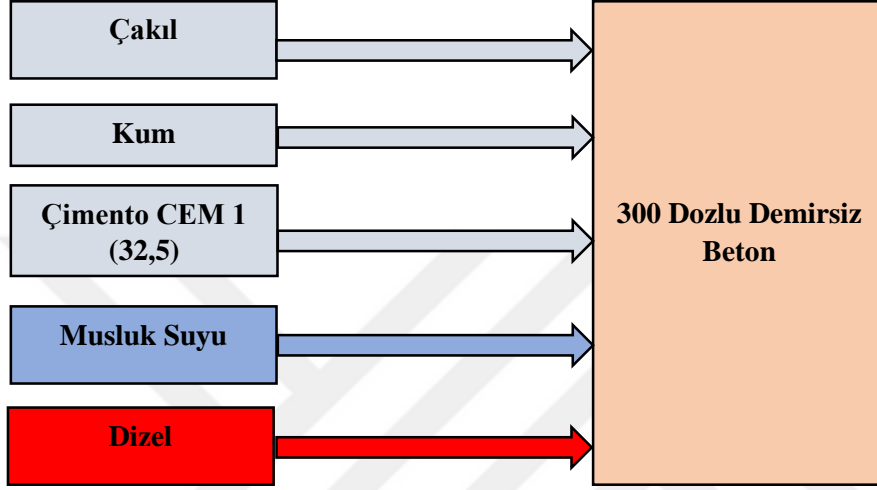 Çakıl
Kum
Çimento CEM 1
(32,5)
Musluk Suyu
Dizel
300 Dozlu Demirsiz
Beton